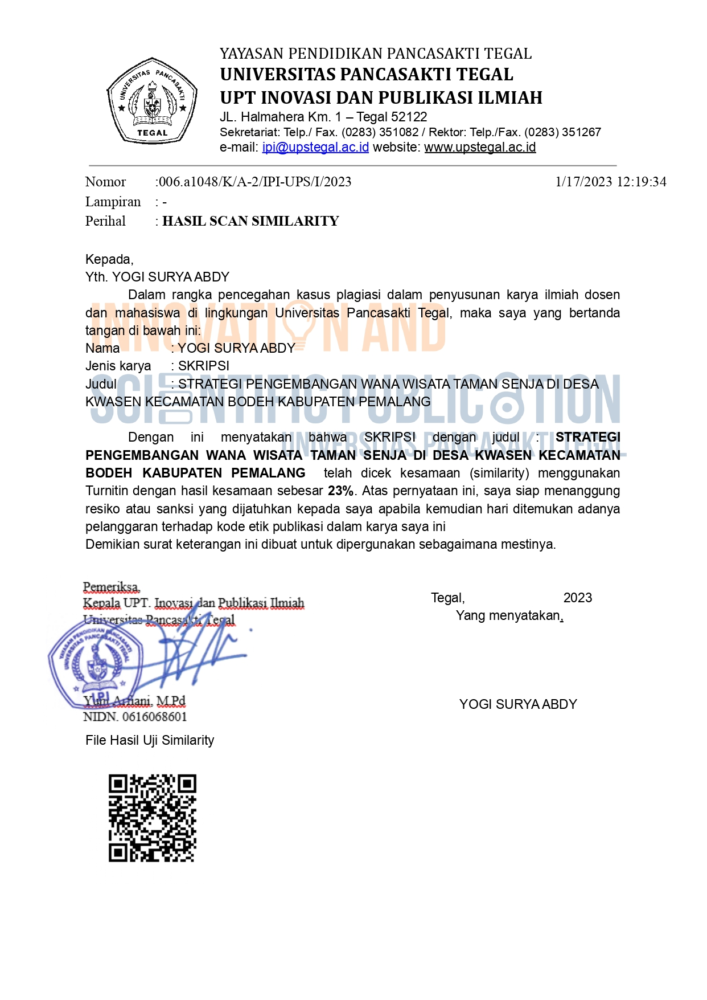 YAYASAN PENDIDIKAN PANCASAKTI TEGAL
UNIVERSITAS PANCASAKTI TEGAL
UPT INOVASI DAN PUBLIKASI ILMIAH
JL. Halmahera Km. 1 – Tegal 52122
Sekretariat: Telp./ Fax. (0283) 351082 / Rektor: Telp./Fax. (0283) 351267
e-mail: ipi@upstegal.ac.id website: www.upstegal.ac.id
UNIVERSITAS PANCASAKTI
TEGAL
Nomor :006.a1048/K/A-2/IPI-UPS/I/2023 1/17/2023 12:19:34
Lampiran : -
Perihal : HASIL SCAN SIMILARITY
Kepada,
Yth. YOGI SURYA ABDY
Dalam rangka pencegahan kasus plagiasi dalam penyusunan karya ilmiah dosen
dan mahasiswa di lingkungan Universitas Pancasakti Tegal, maka saya yang bertanda
tangan di bawah ini:
Nama : YOGI SURYA ABDY
Jenis karya : SKRIPSI
Judul : STRATEGI PENGEMBANGAN WANA WISATA TAMAN SENJA DI DESA
KWASEN KECAMATAN BODEH KABUPATEN PEMALANG
INNOVATION AND
SCIENTIFIC PUBLICATION
UNIVERSITAS PANCASAKTI TEGAL
Dengan ini menyatakan bahwa SKRIPSI dengan judul : STRATEGI
PENGEMBANGAN WANA WISATA TAMAN SENJA DI DESA KWASEN KECAMATAN
BODEH KABUPATEN PEMALANG telah dicek kesamaan (similarity) menggunakan
Turnitin dengan hasil kesamaan sebesar 23%. Atas pernyataan ini, saya siap menanggung
resiko atau sanksi yang dijatuhkan kepada saya apabila kemudian hari ditemukan adanya
pelanggaran terhadap kode etik publikasi dalam karya saya ini
Demikian surat keterangan ini dibuat untuk dipergunakan sebagaimana mestinya.
Pemeriksa,
Kepala UPT. Inovasi dan Publikasi Ilmiah
Universitas Pancasakti Tegal
YAYASAN PENDIDIKAN PANCASAKTI
UNIVERSITAS PANCASAKTI TEGAL
IPI
Yuni Arfiani, M.Pd
NIDN. 0616068601
Tegal, 2023
Yang menyatakan,
YOGI SURYA ABDY
File Hasil Uji Similarity